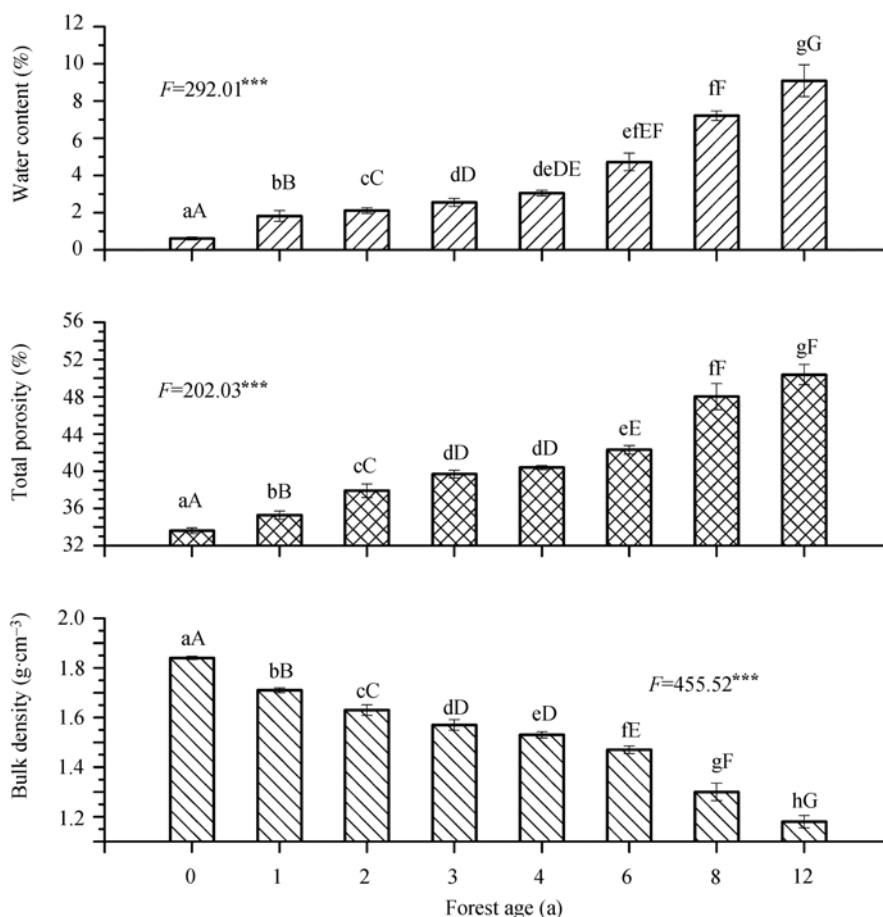 Water content (%)
12
10
8
6
4
2
0
F=292.01***
aA
bB
cC
dD
deDE
efEF
fF
gG
Total porosity (%)
56
52
48
44
40
36
32
F=202.03***
aA
bB
cC
dD
dD
eE
fF
gF
Bulk density (g·cm⁻³)
2.0
1.8
1.6
1.4
1.2
F=455.52***
aA
bB
cC
dD
eD
fE
gF
hG
0 1 2 3 4 6 8 12
Forest age (a)